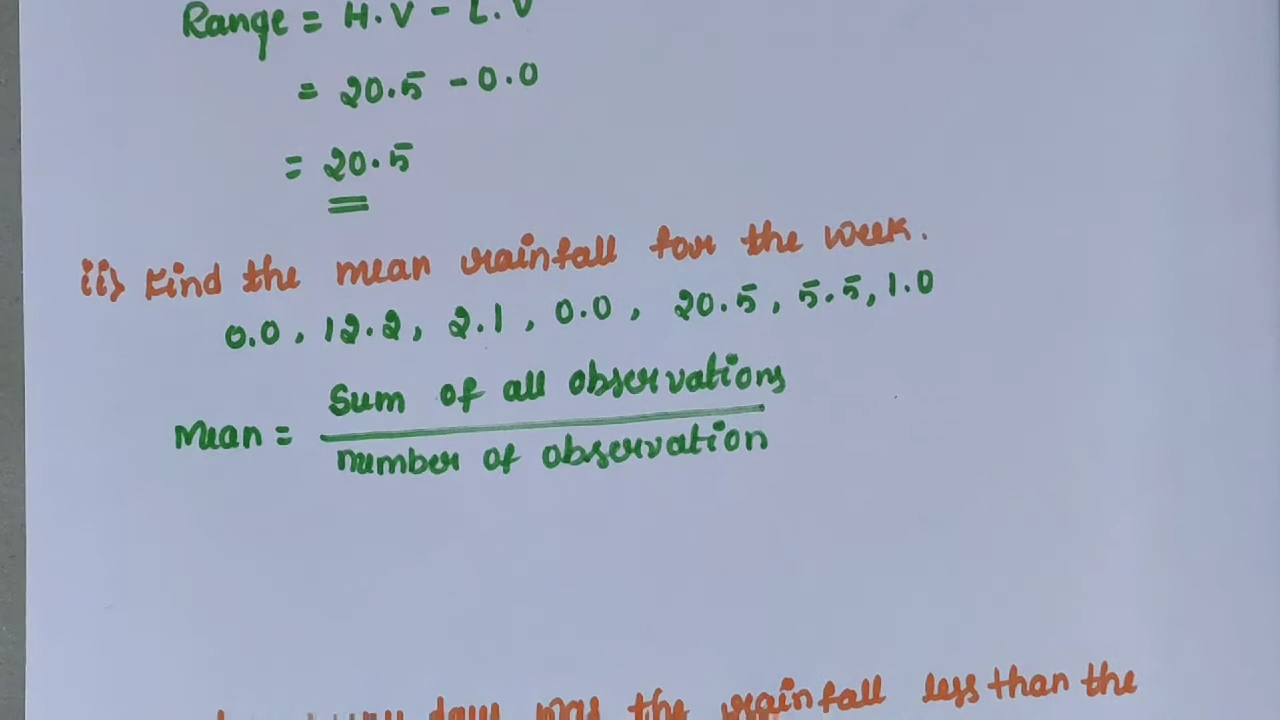 Range = H.V - L.V
= 20.5 - 0.0
= 20.5
ii) Find the mean rainfall for the week.
0.0, 12.2, 2.1, 0.0, 20.5, 5.5, 1.0
Mean = Sum of all observations
number of observation
days was the rainfall less than the